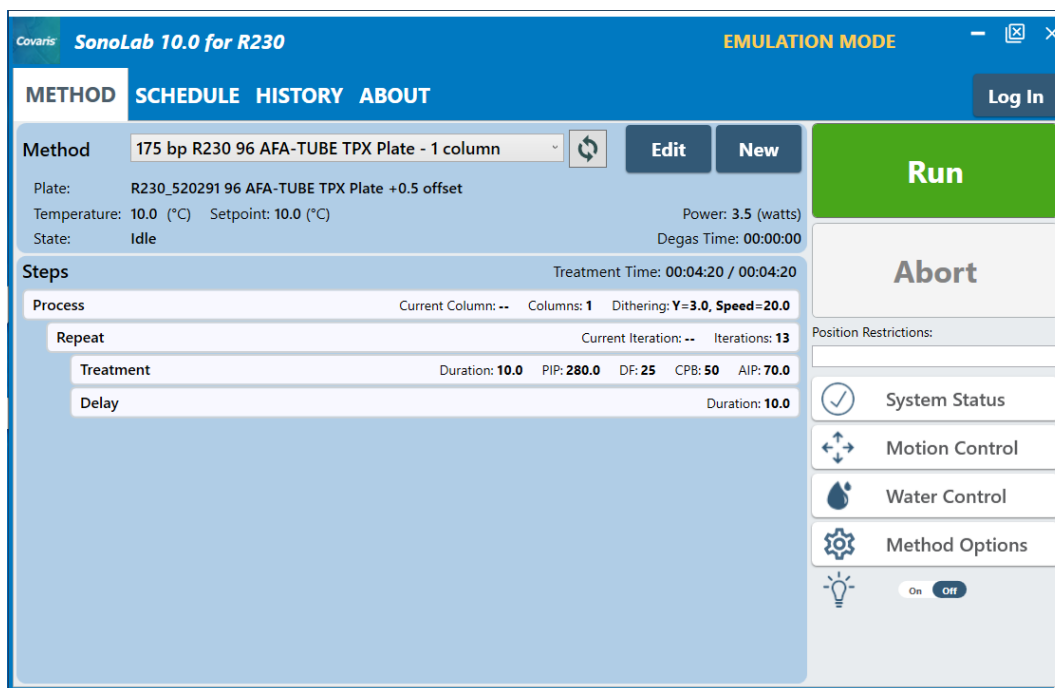 Covaris SonoLab 10.0 for R230 EMULATION MODE
METHOD SCHEDULE HISTORY ABOUT Log In
Method 175 bp R230 96 AFA-TUBE TPX Plate - 1 column Edit New
Plate: R230_520291 96 AFA-TUBE TPX Plate +0.5 offset
Temperature: 10.0 (°C) Setpoint: 10.0 (°C) Power: 3.5 (watts)
State: Idle Degas Time: 00:00:00
Run
Steps Treatment Time: 00:04:20 / 00:04:20
Process Current Column: -- Columns: 1 Dithering: Y=3.0, Speed=20.0
Repeat Current Iteration: -- Iterations: 13
Treatment Duration: 10.0 PIP: 280.0 DF: 25 CPB: 50 AIP: 70.0
Delay Duration: 10.0
Abort
Position Restrictions:
System Status
Motion Control
Water Control
Method Options
On Off